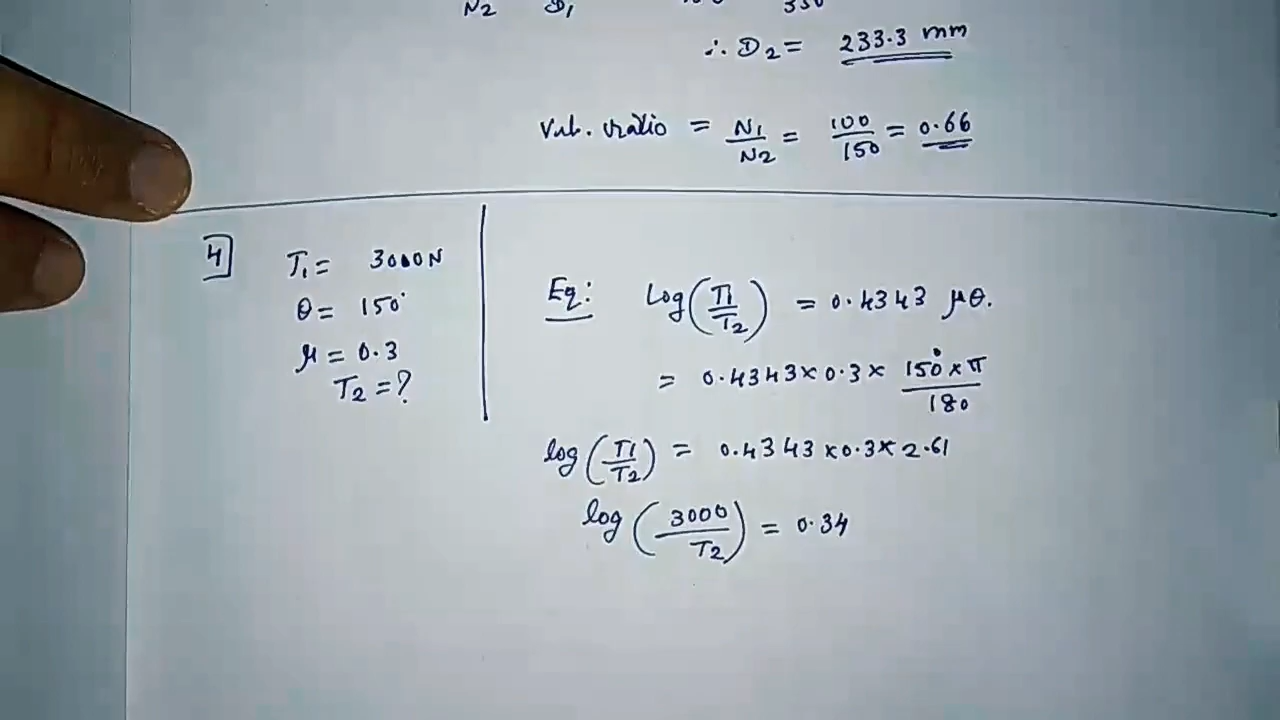 N2 D1
∴ D2 = 233.3 mm
Vel. ratio = N1/N2 = 100/150 = 0.66
4] T1 = 3000N
θ = 150°
μ = 0.3
T2 = ?
Eq: Log(T1/T2) = 0.4343 μθ.
= 0.4343 × 0.3 × 150° × π/180
log(T1/T2) = 0.4343 × 0.3 × 2.61
log(3000/T2) = 0.34